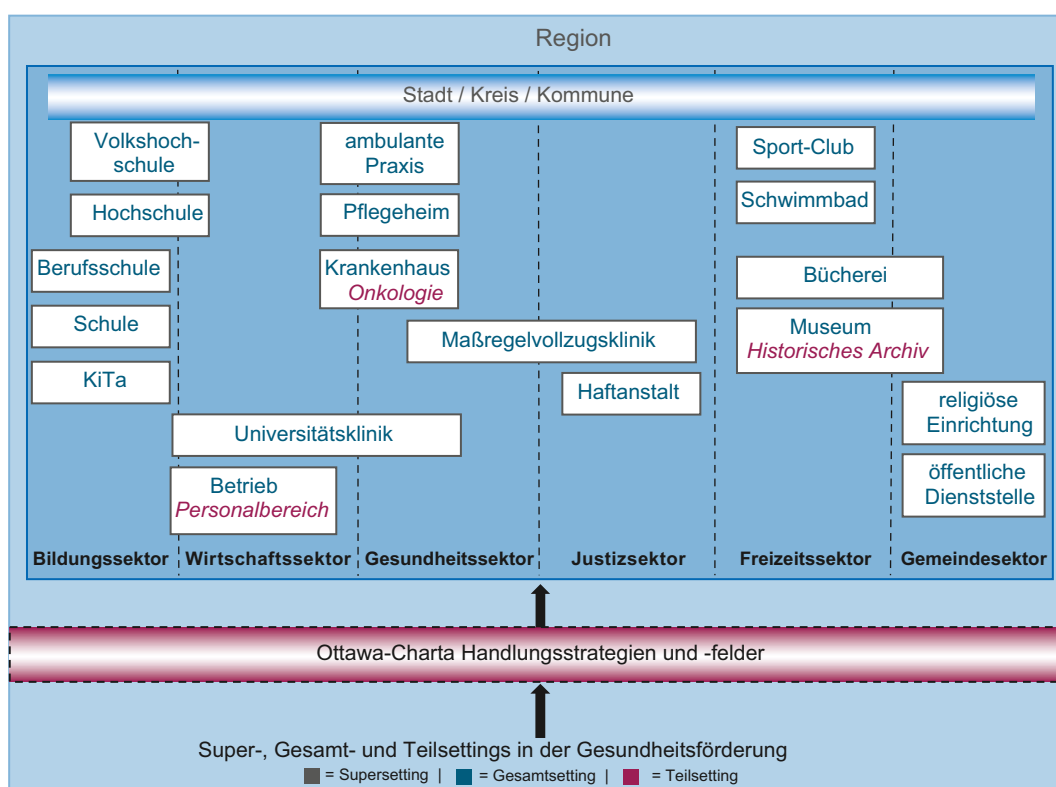 Region
Stadt / Kreis / Kommune
Volkshoch-
schule
Hochschule
Berufsschule
Schule
KiTa
ambulante
Praxis
Pflegeheim
Krankenhaus
Onkologie
Maßregelvollzugsklinik
Haftanstalt
Universitätsklinik
Betrieb
Personalbereich
Sport-Club
Schwimmbad
Bücherei
Museum
Historisches Archiv
religiöse
Einrichtung
öffentliche
Dienststelle
Bildungssektor Wirtschaftssektor Gesundheitssektor Justizsektor Freizeitssektor Gemeindesektor
Ottawa-Charta Handlungsstrategien und -felder
Super-, Gesamt- und Teilsettings in der Gesundheitsförderung
= Supersetting | = Gesamtsetting | = Teilsetting